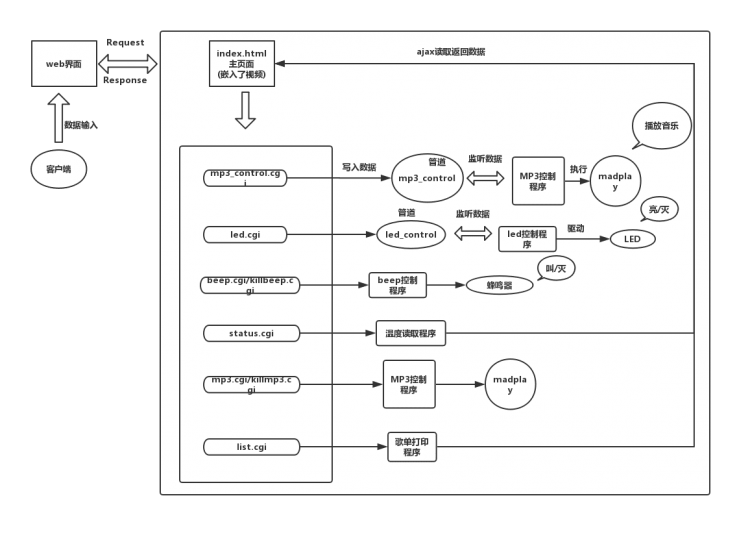 Request
web界面
Response
数据输入
客户端
index.html
主页面
(嵌入了视频)
ajax读取返回数据
mp3_control.cg
i
写入数据
管道
mp3_control
监听数据
MP3控制
程序
执行
madpla
y
播放音乐
led.cgi
管道
led_control
监听数据
led控制程
序
驱动
LED
亮/灭
beep.cgi/killbeep.c
gi
beep控制
程序
蜂鸣器
叫/灭
status.cgi
温度读取程序
mp3.cgi/killmp3.c
gi
MP3控制
程序
madpla
y
list.cgi
歌单打印
程序